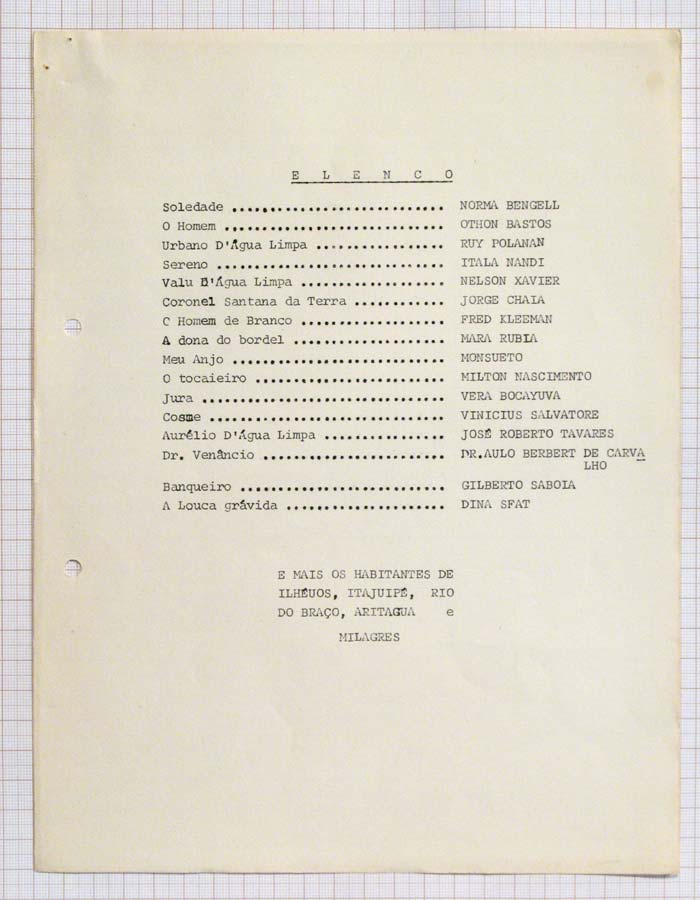 E L E N C O
Soledade ............................ NORMA BENGELL
O Homem ............................. OTHON BASTOS
Urbano D'Água Limpa ................. RUY POLANAN
Sereno .............................. ITALA NANDI
Valu D'Água Limpa ................... NELSON XAVIER
Coronel Santana da Terra ............ JORGE CHAIA
O Homem de Branco ................... FRED KLEEMAN
A dona do bordel .................... MARA RUBIA
Meu Anjo ............................ MONSUETO
O tocaieiro ......................... MILTON NASCIMENTO
Jura ................................ VERA BOCAYUVA
Cosme ............................... VINICIUS SALVATORE
Aurélio D'Água Limpa ................ JOSÉ ROBERTO TAVARES
Dr. Venâncio ........................ DR.AULO BERBERT DE CARVA
LHO
Banqueiro ........................... GILBERTO SABOIA
A Louca grávida ..................... DINA SFAT
E MAIS OS HABITANTES DE
ILHÉUOS, ITAJUIPÊ, RIO
DO BRAÇO, ARITAGUA e
MILAGRES